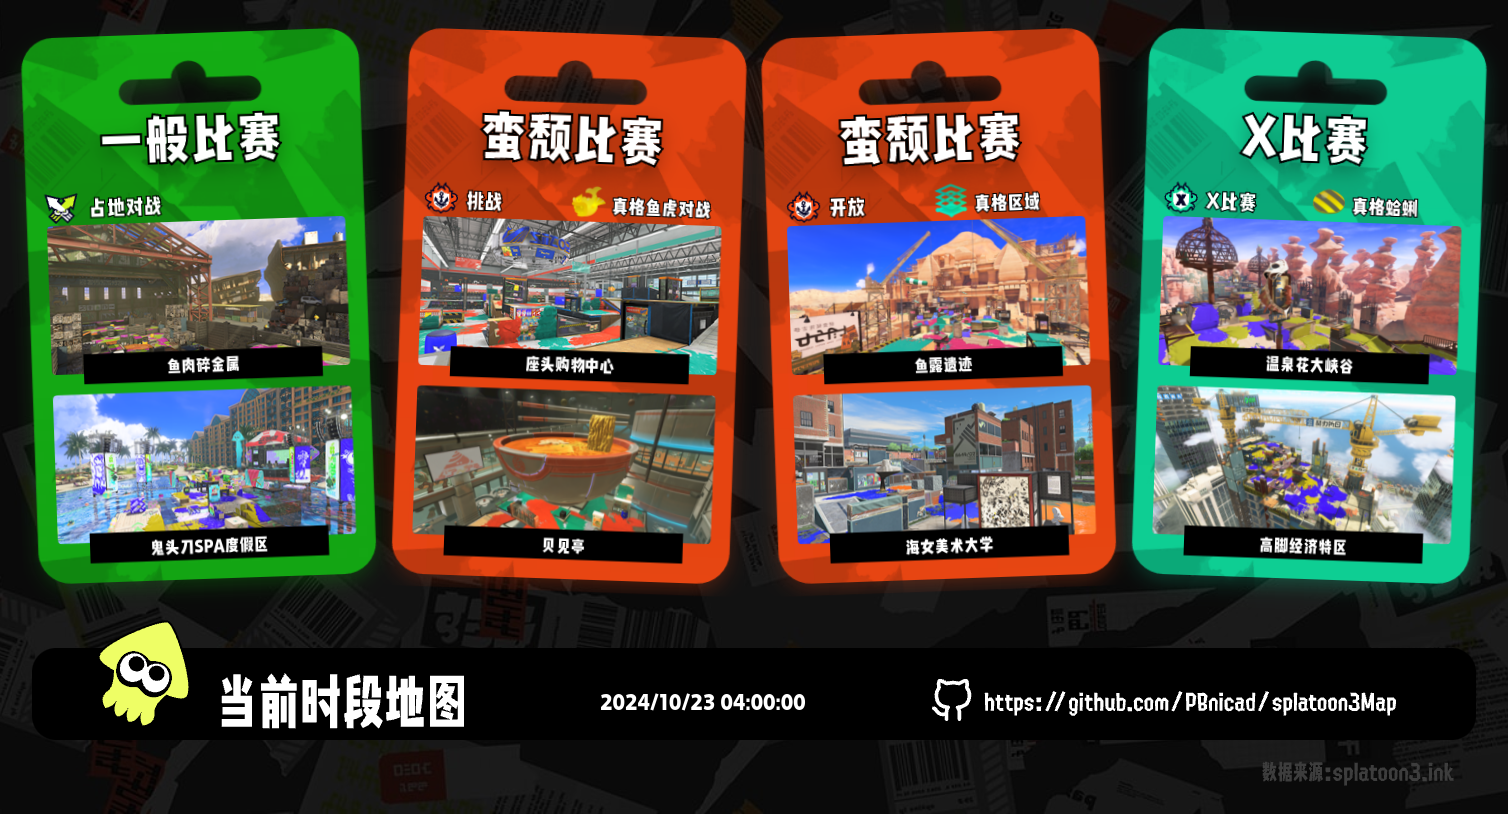 一般比赛
占地对战
鱼肉碎金属
鬼头刀SPA度假区
蛮颓比赛
挑战
真格鱼虎对战
座头购物中心
贝见亭
蛮颓比赛
开放
真格区域
鱼露遗迹
海女美术大学
X比赛
X比赛
真格蛤蜊
温泉花大峡谷
高脚经济特区
当前时段地图
2024/10/23 04:00:00
https://github.com/PBnicad/splatoon3Map
数据来源:splatoon3.ink